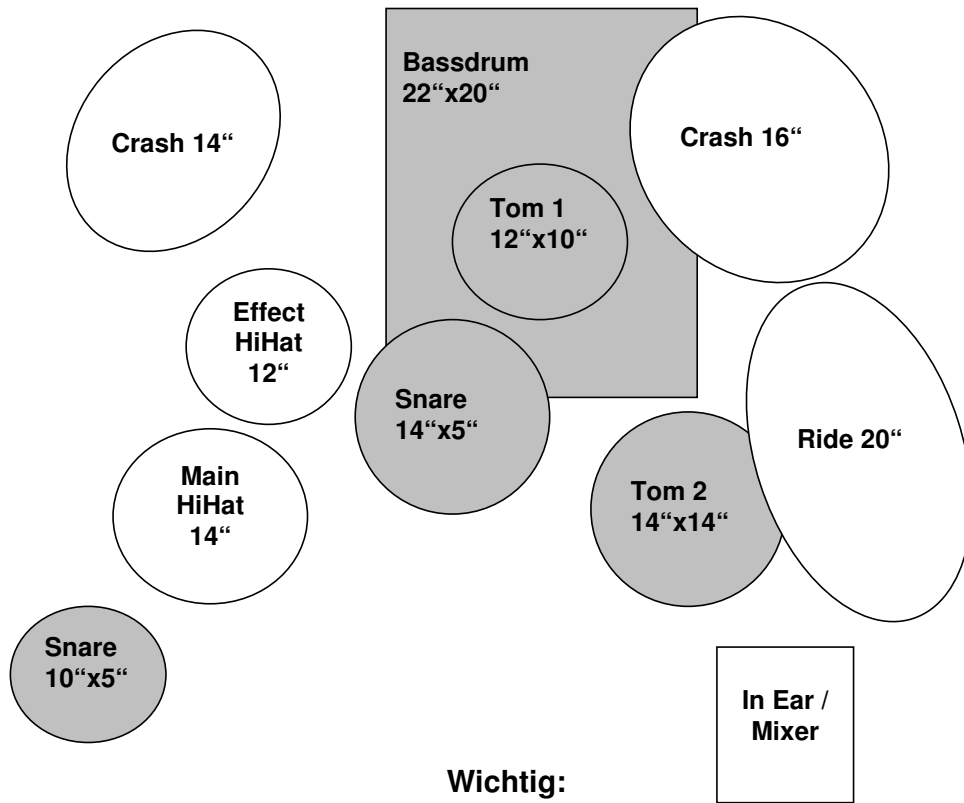 Bassdrum
22“x20“
Crash 14“
Crash 16“
Tom 1
12“x10“
Effect
HiHat
12“
Snare
14“x5“
Ride 20“
Main
HiHat
14“
Tom 2
14“x14“
Snare
10“x5“
In Ear /
Mixer
Wichtig: